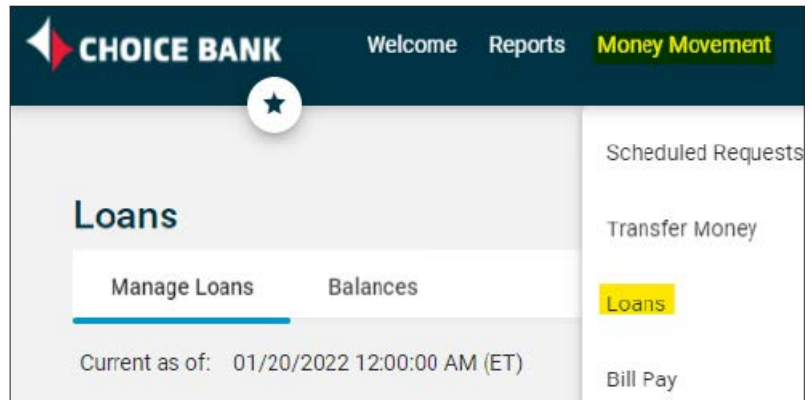 CHOICE BANK
Welcome Reports Money Movement
Scheduled Requests
Transfer Money
Loans
Bill Pay
Loans
Manage Loans Balances
Current as of: 01/20/2022 12:00:00 AM (ET)